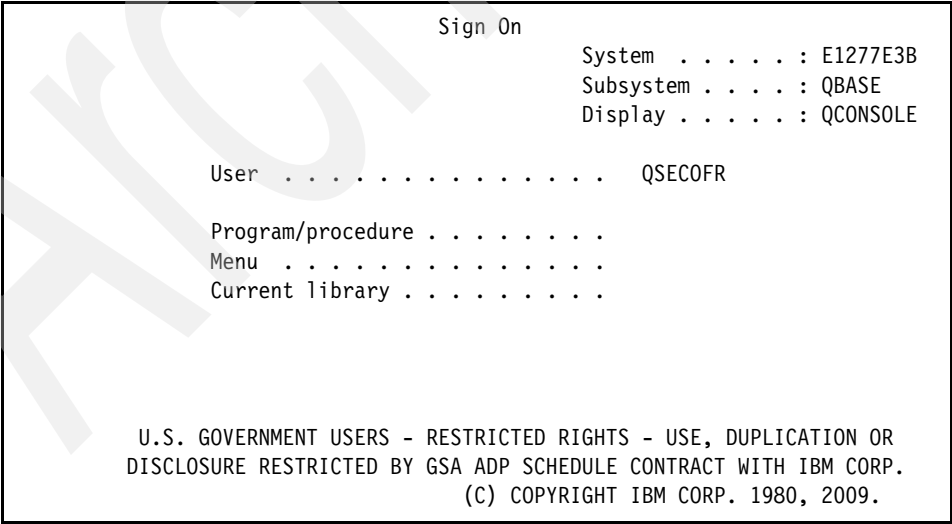 Sign On
System . . . . . : E1277E3B
Subsystem . . . . : QBASE
Display . . . . . : QCONSOLE
User . . . . . . . . . . . . . . QSECOFR
Program/procedure . . . . . . . .
Menu . . . . . . . . . . . . . .
Current library . . . . . . . . .
U.S. GOVERNMENT USERS - RESTRICTED RIGHTS - USE, DUPLICATION OR
DISCLOSURE RESTRICTED BY GSA ADP SCHEDULE CONTRACT WITH IBM CORP.
(C) COPYRIGHT IBM CORP. 1980, 2009.